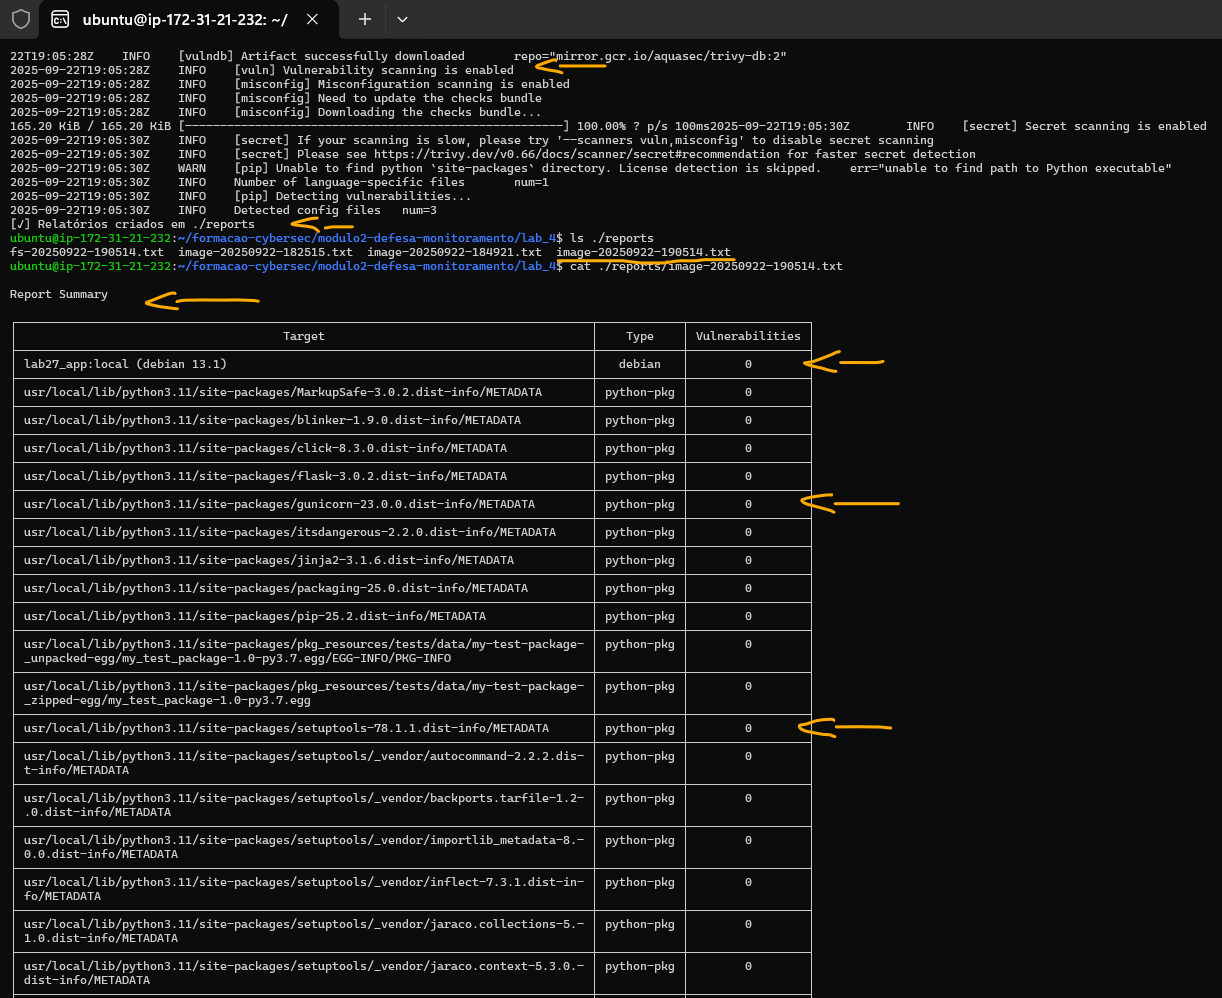 ubuntu@ip-172-31-21-232: ~/
22T19:05:28Z INFO [vulndb] Artifact successfully downloaded repo="mirror.gcr.io/aquasec/trivy-db:2"
2025-09-22T19:05:28Z INFO [vuln] Vulnerability scanning is enabled
2025-09-22T19:05:28Z INFO [misconfig] Misconfiguration scanning is enabled
2025-09-22T19:05:28Z INFO [misconfig] Need to update the checks bundle
2025-09-22T19:05:28Z INFO [misconfig] Downloading the checks bundle...
165.20 KiB / 165.20 KiB [------------------------------------------------------] 100.00% ? p/s 100ms2025-09-22T19:05:30Z INFO [secret] Secret scanning is enabled
2025-09-22T19:05:30Z INFO [secret] If your scanning is slow, please try '--scanners vuln,misconfig' to disable secret scanning
2025-09-22T19:05:30Z INFO [secret] Please see https://trivy.dev/v0.66/docs/scanner/secret#recommendation for faster secret detection
2025-09-22T19:05:30Z WARN [pip] Unable to find python `site-packages` directory. License detection is skipped. err="unable to find path to Python executable"
2025-09-22T19:05:30Z INFO Number of language-specific files num=1
2025-09-22T19:05:30Z INFO [pip] Detecting vulnerabilities...
2025-09-22T19:05:30Z INFO Detected config files num=3
[√] Relatórios criados em ./reports
ubuntu@ip-172-31-21-232:~/formacao-cybersec/modulo2-defesa-monitoramento/lab_4$ ls ./reports
fs-20250922-190514.txt image-20250922-182515.txt image-20250922-184921.txt image-20250922-190514.txt
ubuntu@ip-172-31-21-232:~/formacao-cybersec/modulo2-defesa-monitoramento/lab_4$ cat ./reports/image-20250922-190514.txt
Report Summary
Target Type Vulnerabilities
lab27_app:local (debian 13.1) debian 0
usr/local/lib/python3.11/site-packages/MarkupSafe-3.0.2.dist-info/METADATA python-pkg 0
usr/local/lib/python3.11/site-packages/blinker-1.9.0.dist-info/METADATA python-pkg 0
usr/local/lib/python3.11/site-packages/click-8.3.0.dist-info/METADATA python-pkg 0
usr/local/lib/python3.11/site-packages/flask-3.0.2.dist-info/METADATA python-pkg 0
usr/local/lib/python3.11/site-packages/gunicorn-23.0.0.dist-info/METADATA python-pkg 0
usr/local/lib/python3.11/site-packages/itsdangerous-2.2.0.dist-info/METADATA python-pkg 0
usr/local/lib/python3.11/site-packages/jinja2-3.1.6.dist-info/METADATA python-pkg 0
usr/local/lib/python3.11/site-packages/packaging-25.0.dist-info/METADATA python-pkg 0
usr/local/lib/python3.11/site-packages/pip-25.2.dist-info/METADATA python-pkg 0
usr/local/lib/python3.11/site-packages/pkg_resources/tests/data/my-test-package- python-pkg 0
_unpacked-egg/my_test_package-1.0-py3.7.egg/EGG-INFO/PKG-INFO
usr/local/lib/python3.11/site-packages/pkg_resources/tests/data/my-test-package- python-pkg 0
_zipped-egg/my_test_package-1.0-py3.7.egg
usr/local/lib/python3.11/site-packages/setuptools-78.1.1.dist-info/METADATA python-pkg 0
usr/local/lib/python3.11/site-packages/setuptools/_vendor/autocommand-2.2.2.dis- python-pkg 0
t-info/METADATA
usr/local/lib/python3.11/site-packages/setuptools/_vendor/backports.tarfile-1.2- python-pkg 0
.0.dist-info/METADATA
usr/local/lib/python3.11/site-packages/setuptools/_vendor/importlib_metadata-8.- python-pkg 0
0.0.dist-info/METADATA
usr/local/lib/python3.11/site-packages/setuptools/_vendor/inflect-7.3.1.dist-in- python-pkg 0
fo/METADATA
usr/local/lib/python3.11/site-packages/setuptools/_vendor/jaraco.collections-5.- python-pkg 0
1.0.dist-info/METADATA
usr/local/lib/python3.11/site-packages/setuptools/_vendor/jaraco.context-5.3.0.- python-pkg 0
dist-info/METADATA